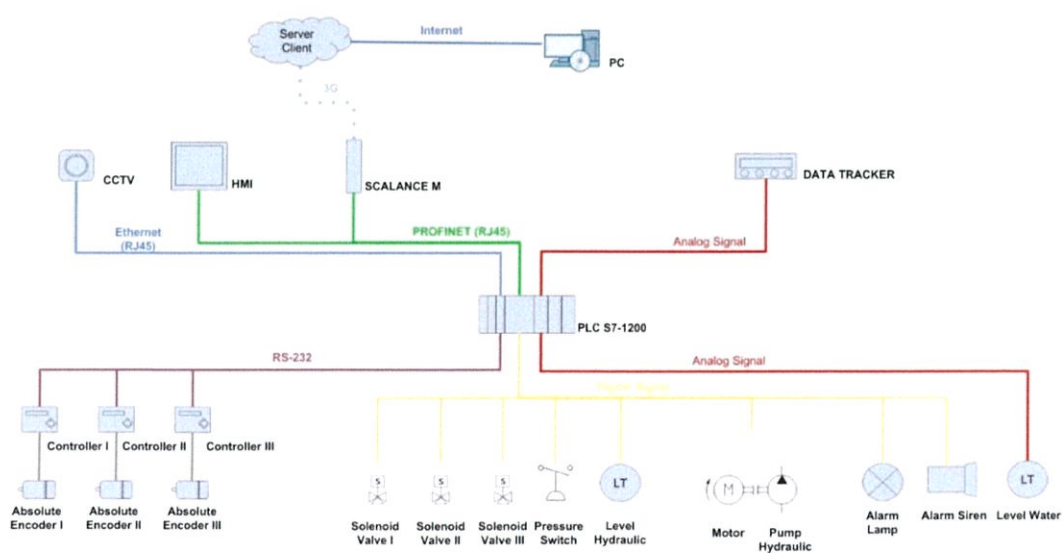 Server
Client
Internet
PC
3G
CCTV
HMI
SCALANCE M
DATA TRACKER
Ethernet
(RJ45)
PROFINET (RJ45)
Analog Signal
PLC S7-1200
RS-232
Analog Signal
Controller I
Controller II
Controller III
S
S
S
LT
M
LT
Absolute
Encoder I
Absolute
Encoder II
Absolute
Encoder III
Solenoid
Valve I
Solenoid
Valve II
Solenoid
Valve III
Pressure
Switch
Level
Hydraulic
Motor
Pump
Hydraulic
Alarm
Lamp
Alarm Siren
Level Water